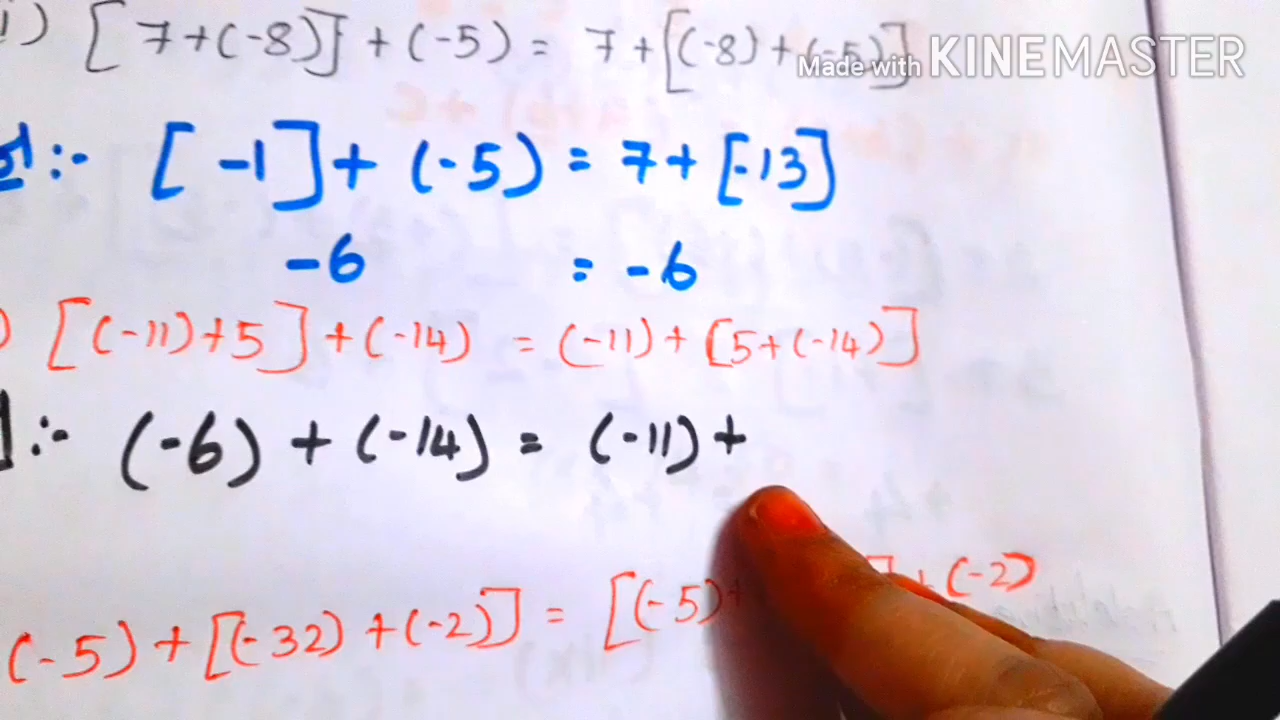 i) [7+(-8)] + (-5) = 7+[(-8)+(-5)]
Made with KINEMASTER
:- [-1]+(-5) = 7+[-13]
-6 = -6
) [(-11)+5]+(-14) = (-11)+[5+(-14)]
:- (-6)+(-14) = (-11)+
(-5)+[(-32)+(-2)] = [(-5)+ ]+(-2)